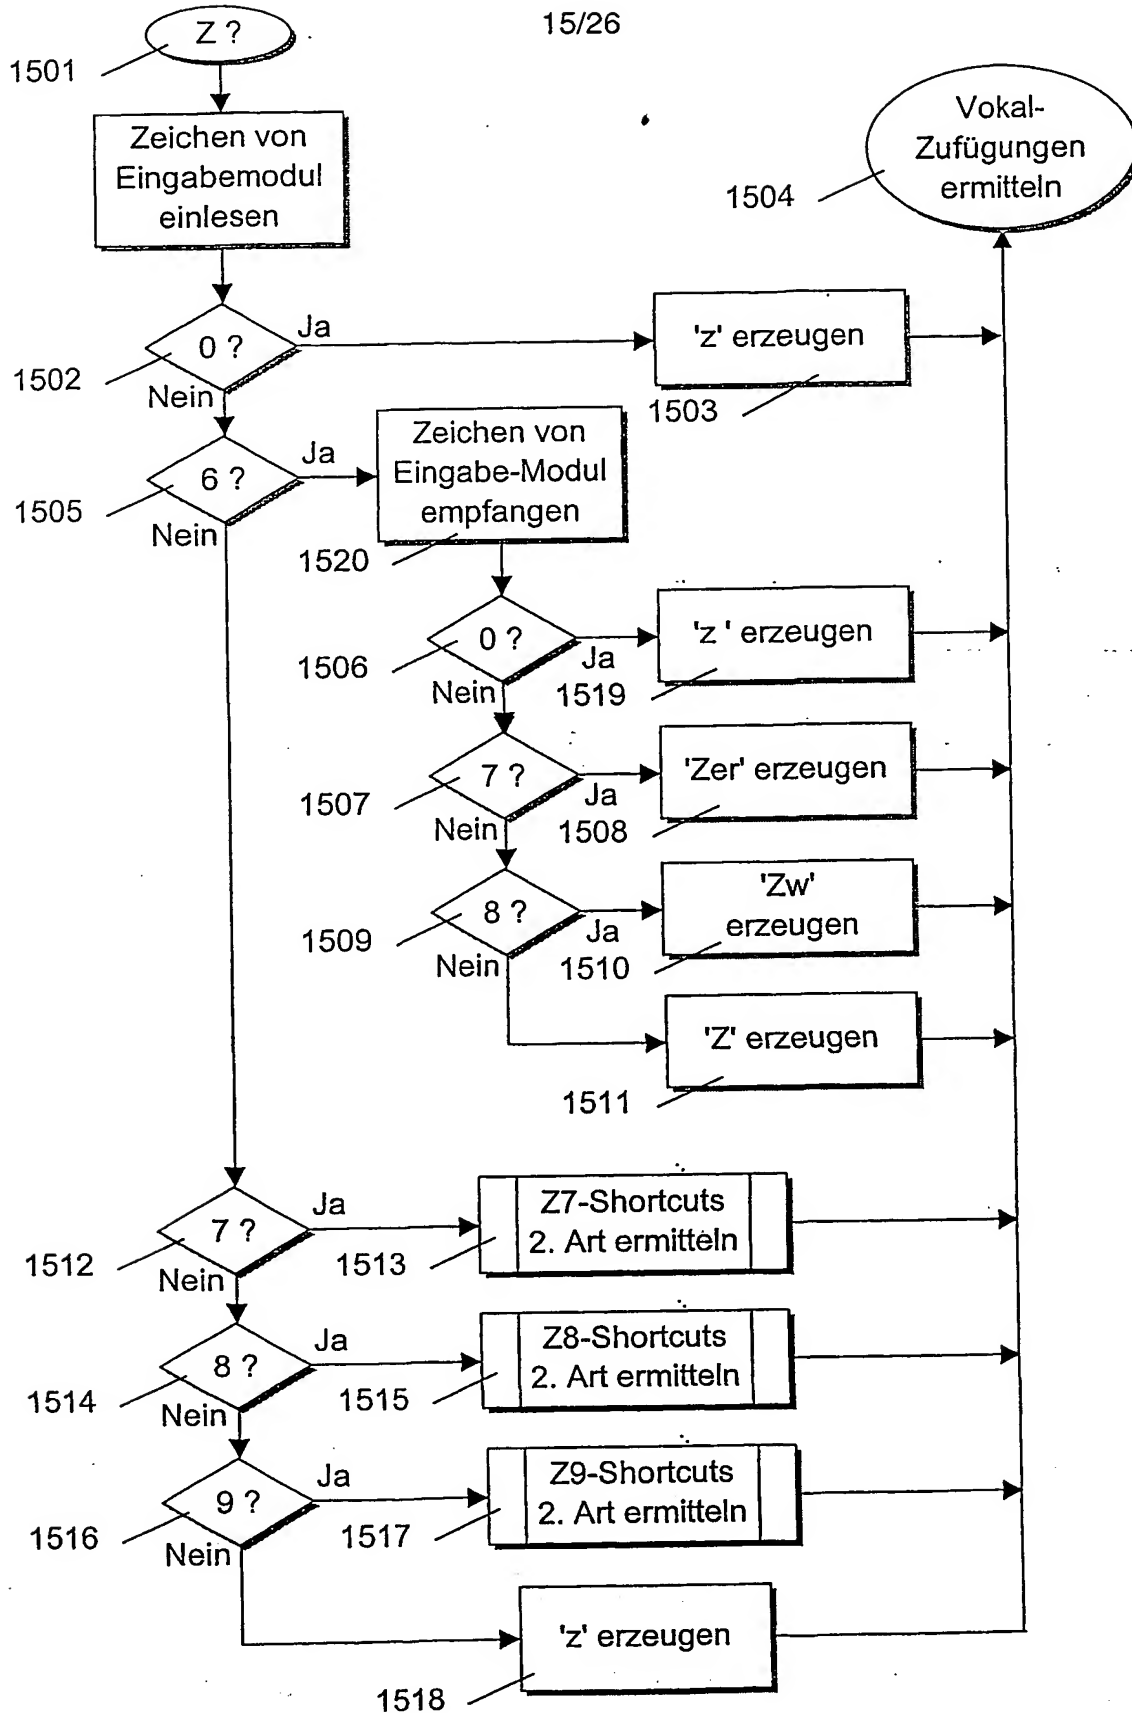 15/26
Z ?
1501
Zeichen von
Eingabemodul
einlesen
Vokal-
Zufügungen
ermitteln
1504
0 ?
Ja
1502
Nein
'z' erzeugen
1503
6 ?
Ja
1505
Nein
Zeichen von
Eingabe-Modul
empfangen
1520
0 ?
Ja
1506
Nein
'z ' erzeugen
1519
7 ?
Ja
1507
Nein
'Zer' erzeugen
1508
8 ?
Ja
1509
Nein
'Zw'
erzeugen
1510
'Z' erzeugen
1511
7 ?
Ja
1512
Nein
Z7-Shortcuts
2. Art ermitteln
1513
8 ?
Ja
1514
Nein
Z8-Shortcuts
2. Art ermitteln
1515
9 ?
Ja
1516
Nein
Z9-Shortcuts
2. Art ermitteln
1517
'z' erzeugen
1518